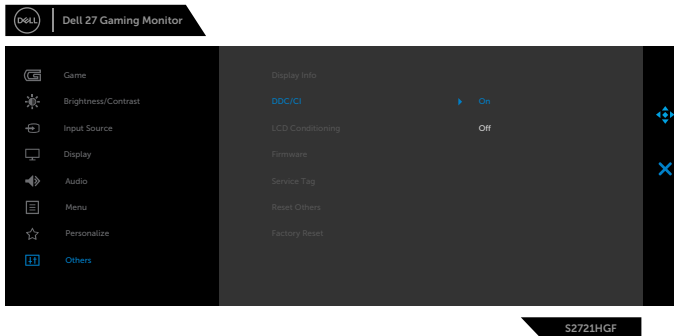 DELL
Dell 27 Gaming Monitor
Game
Display Info
Brightness/Contrast
DDC/CI
On
Input Source
LCD Conditioning
Off
Display
Firmware
Audio
Service Tag
Menu
Reset Others
Personalize
Factory Reset
Others
S2721HGF